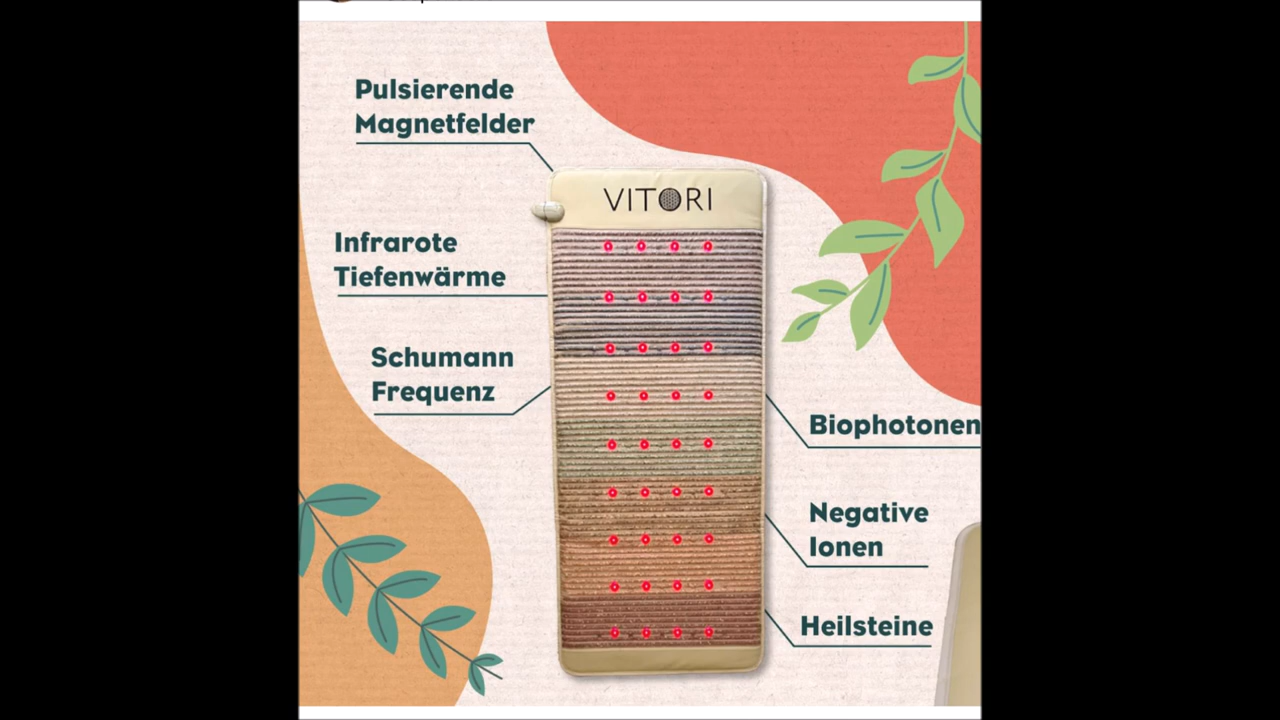 Pulsierende
Magnetfelder
VITORI
Infrarote
Tiefenwärme
Schumann
Frequenz
Biophotonen
Negative
Ionen
Heilsteine